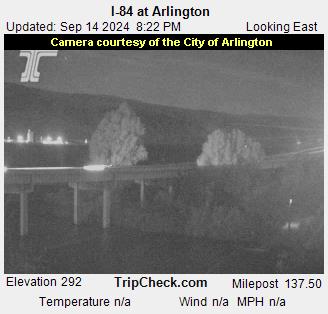 I-84 at Arlington
Updated: Sep 14 2024 8:22 PM Looking East
Camera courtesy of the City of Arlington
Elevation 292 TripCheck.com Milepost 137.50
Temperature n/a Wind n/a MPH n/a